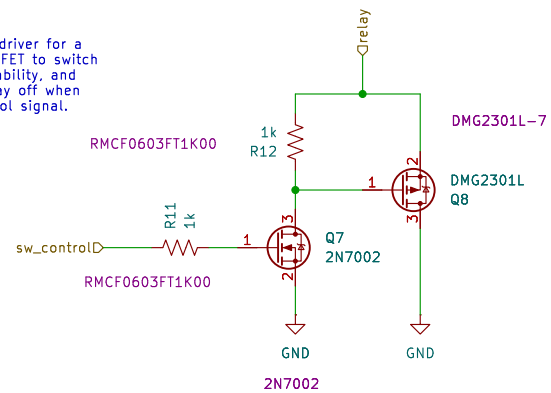 relay
driver for a
FET to switch
bility, and
ay off when
ol signal.
DMG2301L-7
1k
R12
RMCF0603FT1K00
2
1
DMG2301L
Q8
3
R11
1k
sw_control
1
3
Q7
2N7002
2
RMCF0603FT1K00
GND
GND
2N7002